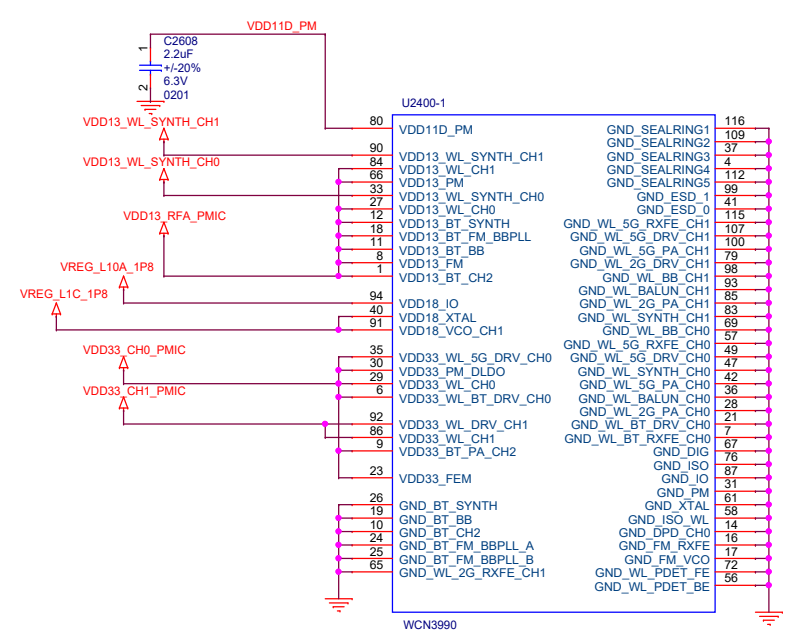 VDD11D_PM
1
C2608
2.2uF
+/-20%
6.3V
0201
2
VDD13_WL_SYNTH_CH1
VDD13_WL_SYNTH_CH0
VDD13_RFA_PMIC
VREG_L10A_1P8
VREG_L1C_1P8
VDD33_CH0_PMIC
VDD33_CH1_PMIC
U2400-1
80 VDD11D_PM
90 VDD13_WL_SYNTH_CH1
84 VDD13_WL_CH1
66 VDD13_PM
33 VDD13_WL_SYNTH_CH0
27 VDD13_WL_CH0
12 VDD13_BT_SYNTH
18 VDD13_BT_FM_BBPLL
11 VDD13_BT_BB
8 VDD13_FM
1 VDD13_BT_CH2
94 VDD18_IO
40 VDD18_XTAL
91 VDD18_VCO_CH1
35 VDD33_WL_5G_DRV_CH0
30 VDD33_PM_DLDO
29 VDD33_WL_CH0
6 VDD33_WL_BT_DRV_CH0
92 VDD33_WL_DRV_CH1
86 VDD33_WL_CH1
9 VDD33_BT_PA_CH2
23 VDD33_FEM
26 GND_BT_SYNTH
19 GND_BT_BB
10 GND_BT_CH2
24 GND_BT_FM_BBPLL_A
25 GND_BT_FM_BBPLL_B
65 GND_WL_2G_RXFE_CH1
GND_SEALRING1 116
GND_SEALRING2 109
GND_SEALRING3 37
GND_SEALRING4 4
GND_SEALRING5 112
GND_ESD_1 99
GND_ESD_0 41
GND_WL_5G_RXFE_CH1 115
GND_WL_5G_DRV_CH1 107
GND_WL_5G_PA_CH1 100
GND_WL_2G_DRV_CH1 79
GND_WL_BB_CH1 98
GND_WL_BALUN_CH1 93
GND_WL_2G_PA_CH1 85
GND_WL_SYNTH_CH1 83
GND_WL_BB_CH0 69
GND_WL_5G_RXFE_CH0 57
GND_WL_5G_DRV_CH0 49
GND_WL_SYNTH_CH0 47
GND_WL_5G_PA_CH0 42
GND_WL_BALUN_CH0 36
GND_WL_2G_PA_CH0 28
GND_WL_BT_DRV_CH0 21
GND_WL_BT_RXFE_CH0 7
GND_DIG 67
GND_ISO 76
GND_IO 87
GND_PM 31
GND_XTAL 61
GND_ISO_WL 58
GND_DPD_CH0 14
GND_FM_RXFE 16
GND_FM_VCO 17
GND_WL_PDET_FE 72
GND_WL_PDET_BE 56
WCN3990